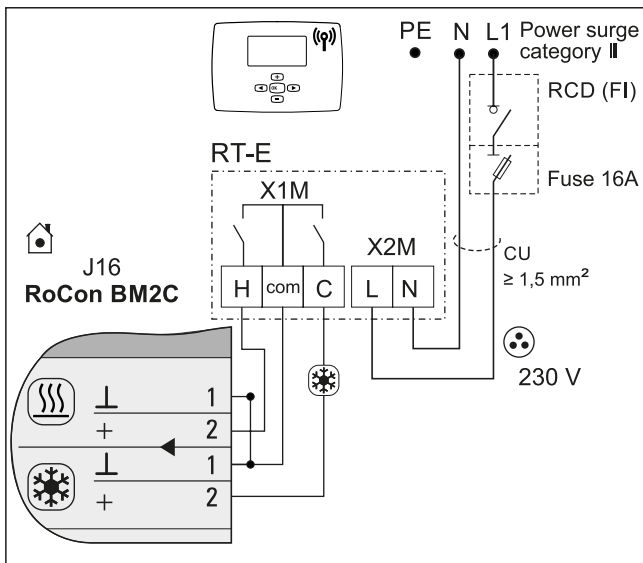 PE N L1 Power surge
category II
RCD (FI)
OK
RT-E
Fuse 16A
X1M
X2M
J16
RoCon BM2C
H com C L N
CU
≥ 1,5 mm²
230 V
⊥ 1
+ 2
⊥ 1
+ 2